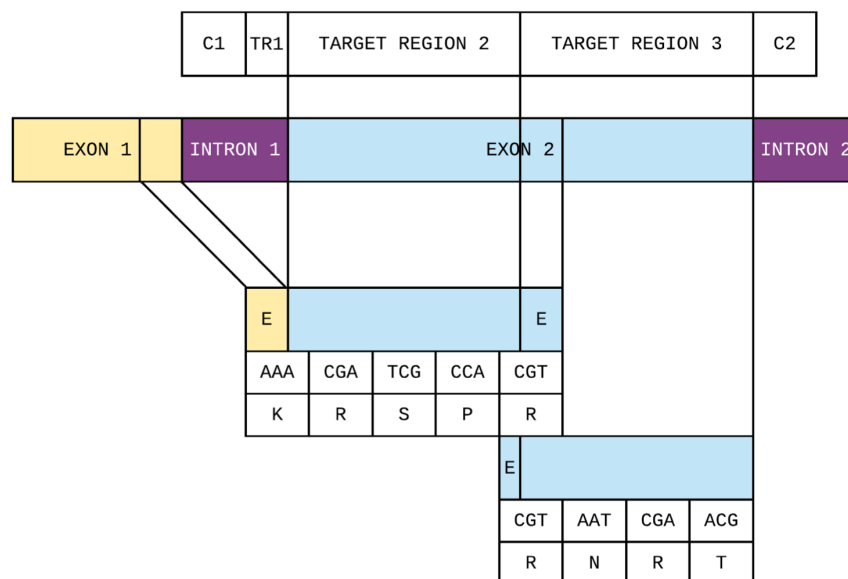 C1 TR1 TARGET REGION 2 TARGET REGION 3 C2
EXON 1 INTRON 1 EXON 2 INTRON 2
E E
AAA CGA TCG CCA CGT
K R S P R
E
CGT AAT CGA ACG
R N R T